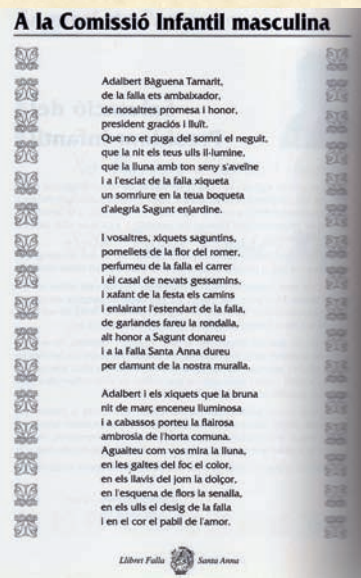 A la Comissió Infantil masculina
Adalbert Bàguena Tamarit,
de la falla ets ambaixador,
de nosaltres promesa i honor,
president graciós i lluït.
Que no et puga del somni el neguit,
que la nit els teus ulls il·lumine,
que la lluna amb ton seny s'aveïne
i a l'esclat de la falla xiqueta
un somriure en la teua boqueta
d'alegria Sagunt enjardine.
I vosaltres, xiquets saguntins,
pomellets de la flor del romer,
perfumeu de la falla el carrer
i el casal de nevats gessamins,
i xafant de la festa els camins
i enlairant l'estendart de la falla,
de garlandes fareu la rondalla,
alt honor a Sagunt donareu
i a la Falla Santa Anna dureu
per damunt de la nostra muralla.
Adalbert i els xiquets que la bruna
nit de març enceneu lluminosa
i a cabassos porteu la flairosa
ambrosia de l'horta comuna.
Aguaiteu com vos mira la lluna,
en les galtes del foc el color,
en els llavis del jorn la dolçor,
en l'esquena de flors la senalla,
en els ulls el desig de la falla
i en el cor el pabil de l'amor.
Llibret Falla Santa Anna